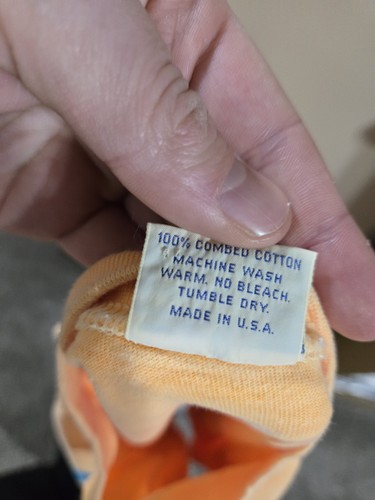 100% COMBED COTTON
MACHINE WASH
WARM. NO BLEACH.
TUMBLE DRY.
MADE IN U.S.A.